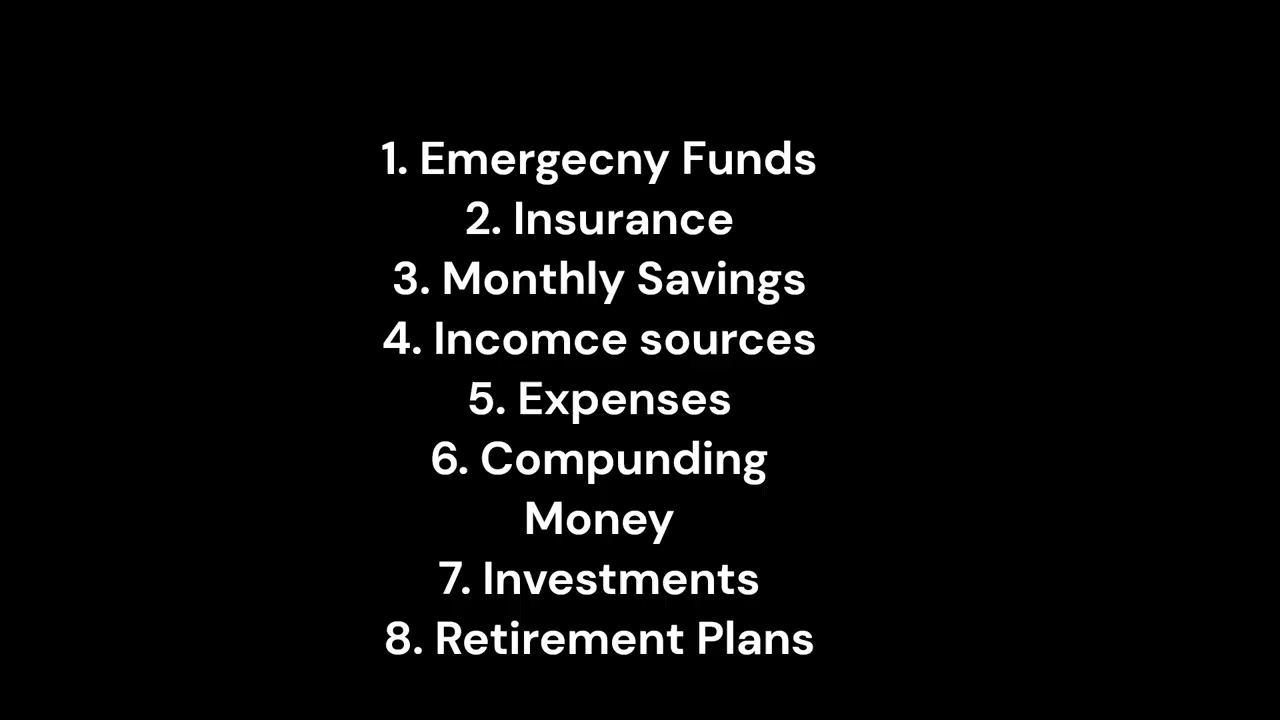 1. Emergecny Funds
2. Insurance
3. Monthly Savings
4. Incomce sources
5. Expenses
6. Compunding
Money
7. Investments
8. Retirement Plans